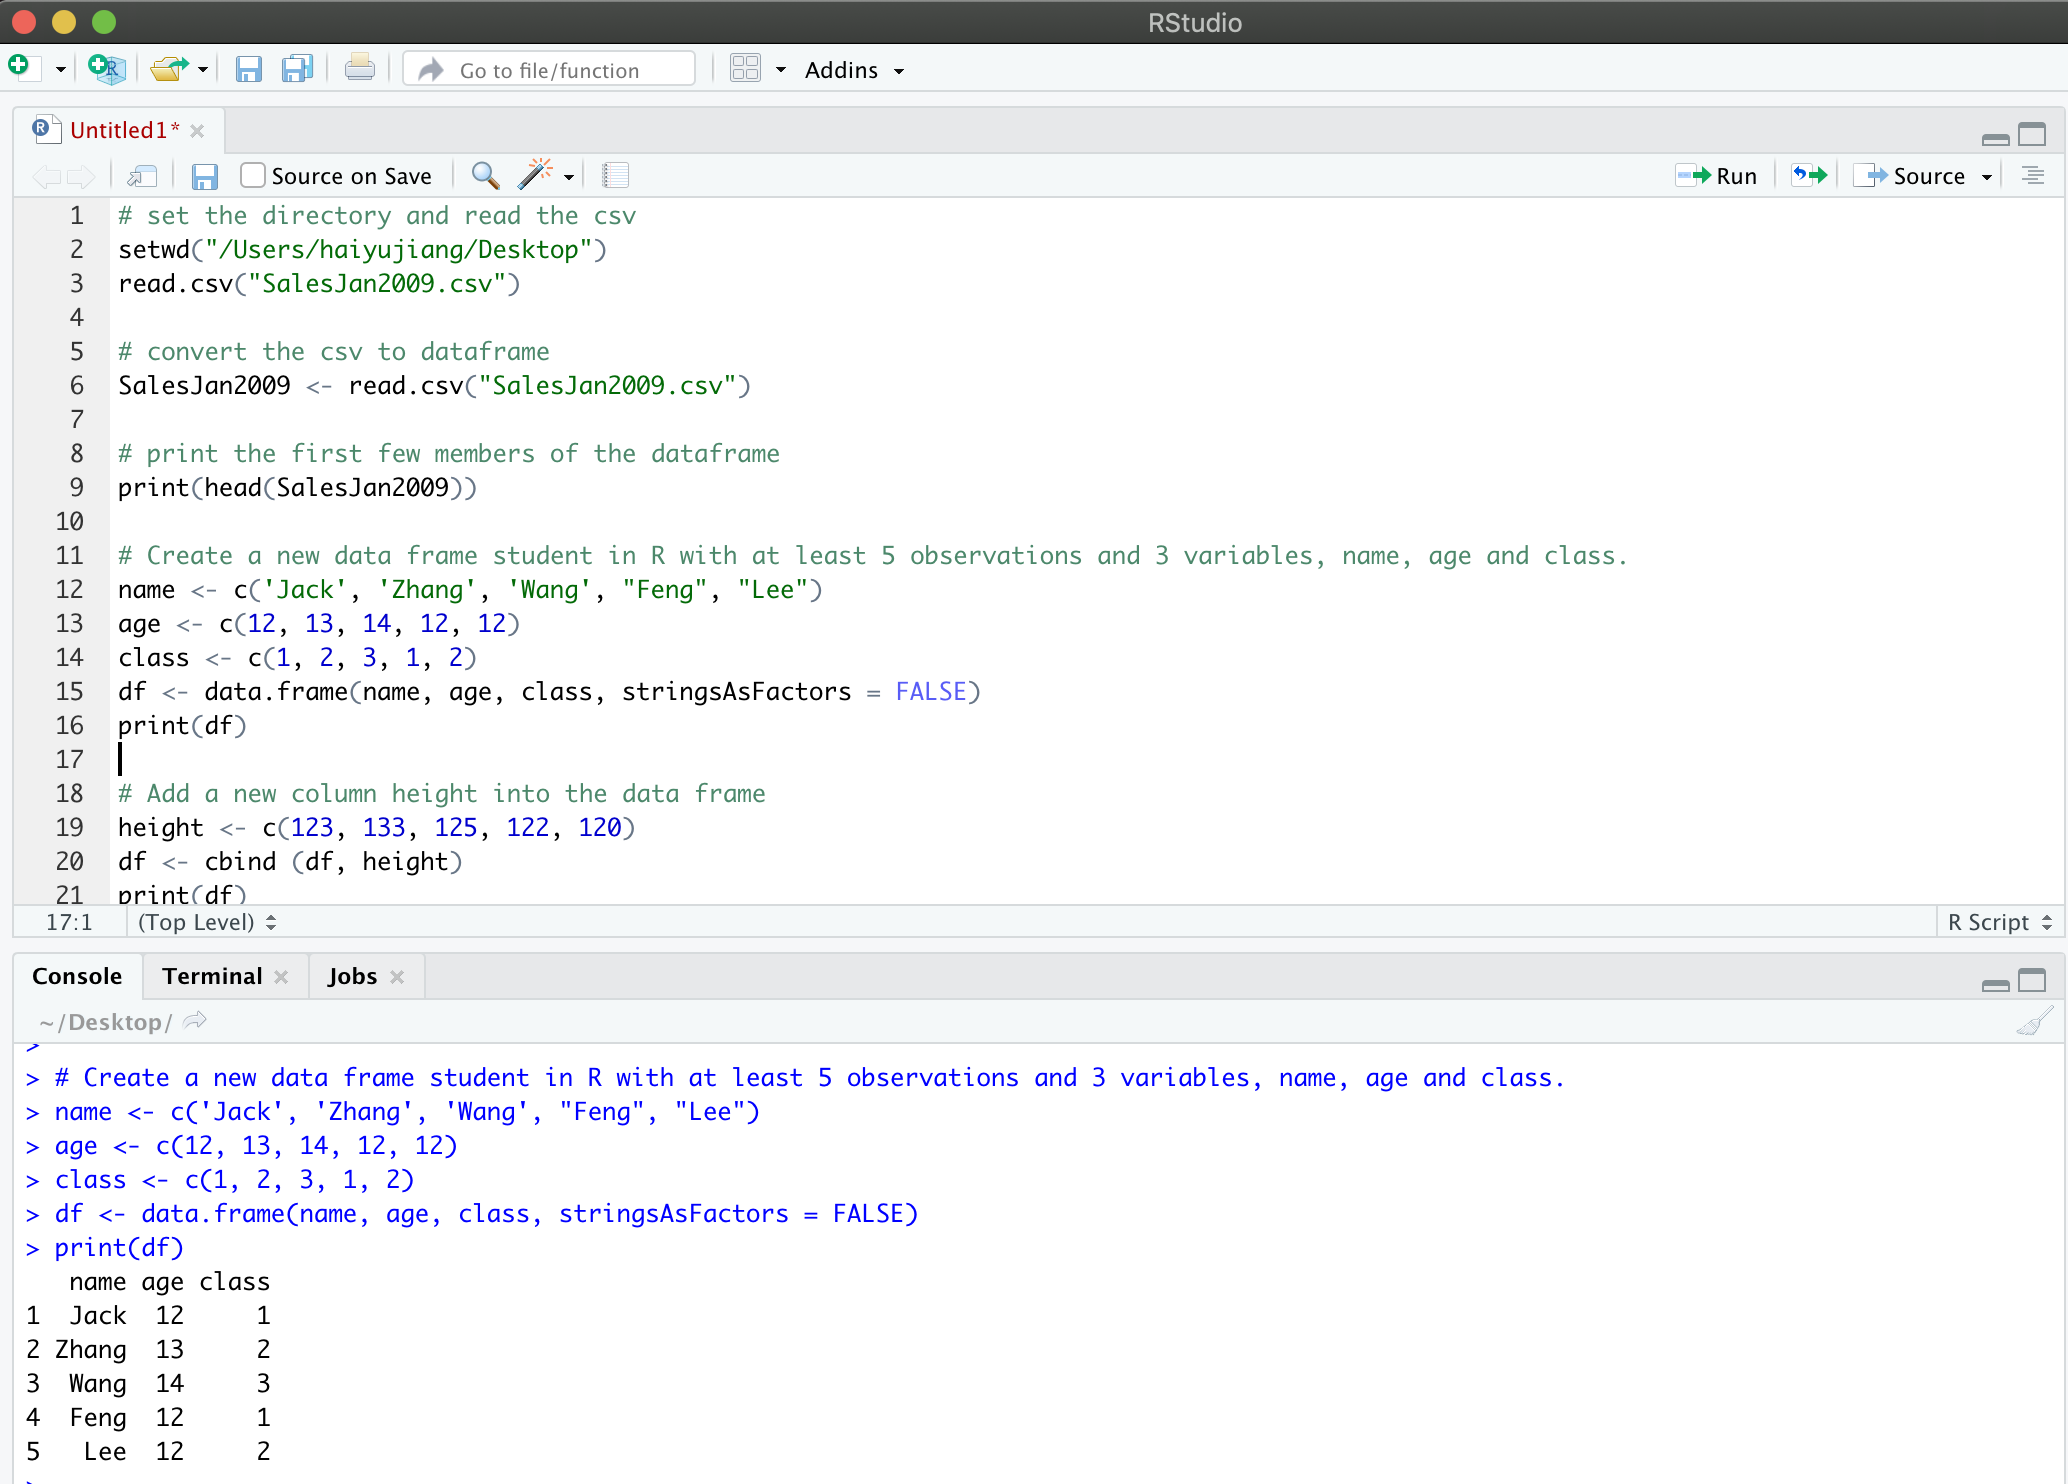 RStudio
Go to file/function Addins
Untitled1*
Source on Save Run Source
1 # set the directory and read the csv
2 setwd("/Users/haiyujiang/Desktop")
3 read.csv("SalesJan2009.csv")
4
5 # convert the csv to dataframe
6 SalesJan2009 <- read.csv("SalesJan2009.csv")
7
8 # print the first few members of the dataframe
9 print(head(SalesJan2009))
10
11 # Create a new data frame student in R with at least 5 observations and 3 variables, name, age and class.
12 name <- c('Jack', 'Zhang', 'Wang', "Feng", "Lee")
13 age <- c(12, 13, 14, 12, 12)
14 class <- c(1, 2, 3, 1, 2)
15 df <- data.frame(name, age, class, stringsAsFactors = FALSE)
16 print(df)
17
18 # Add a new column height into the data frame
19 height <- c(123, 133, 125, 122, 120)
20 df <- cbind (df, height)
21 print(df)
17:1 (Top Level) R Script
Console Terminal Jobs
~/Desktop/
>
> # Create a new data frame student in R with at least 5 observations and 3 variables, name, age and class.
> name <- c('Jack', 'Zhang', 'Wang', "Feng", "Lee")
> age <- c(12, 13, 14, 12, 12)
> class <- c(1, 2, 3, 1, 2)
> df <- data.frame(name, age, class, stringsAsFactors = FALSE)
> print(df)
name age class
1 Jack 12 1
2 Zhang 13 2
3 Wang 14 3
4 Feng 12 1
5 Lee 12 2